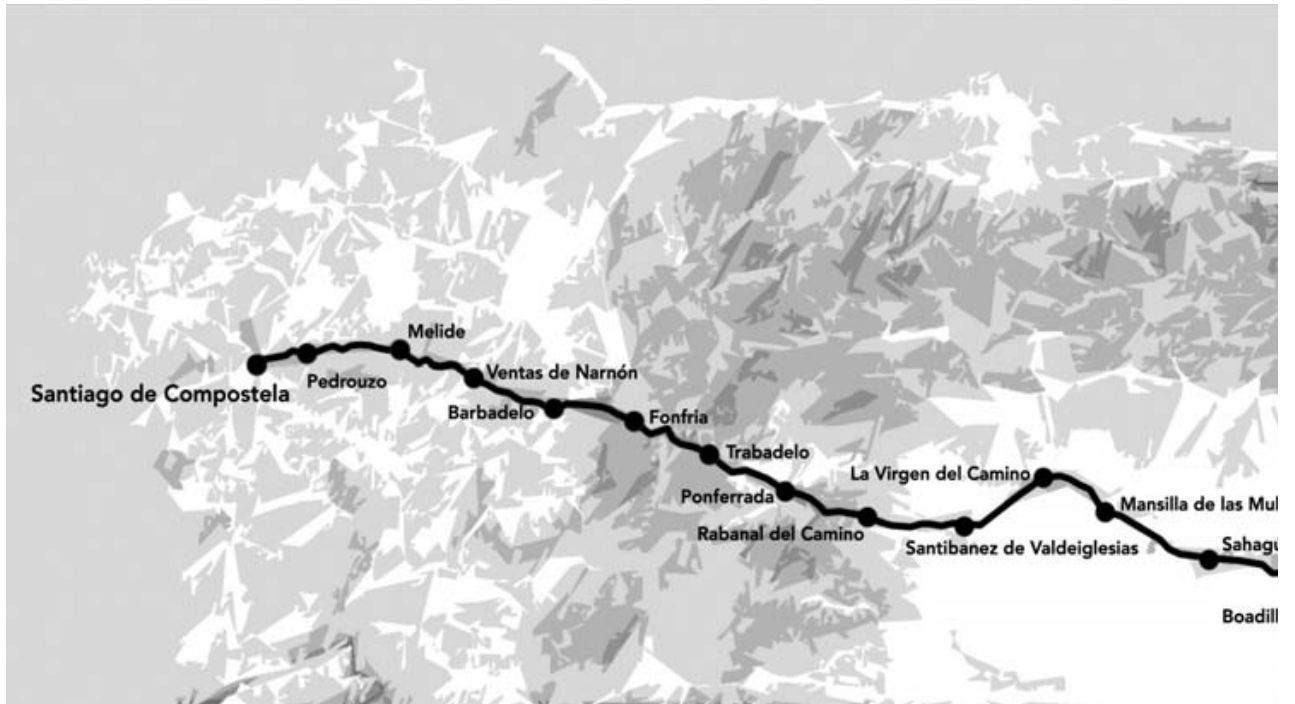 Melide
Ventas de Narnón
Pedrouzo
Santiago de Compostela
Barbadelo
Fonfria
Trabadelo
La Virgen del Camino
Ponferrada
Mansilla de las Mul
Rabanal del Camino
Santibanez de Valdeiglesias
Sahagú
Boadill